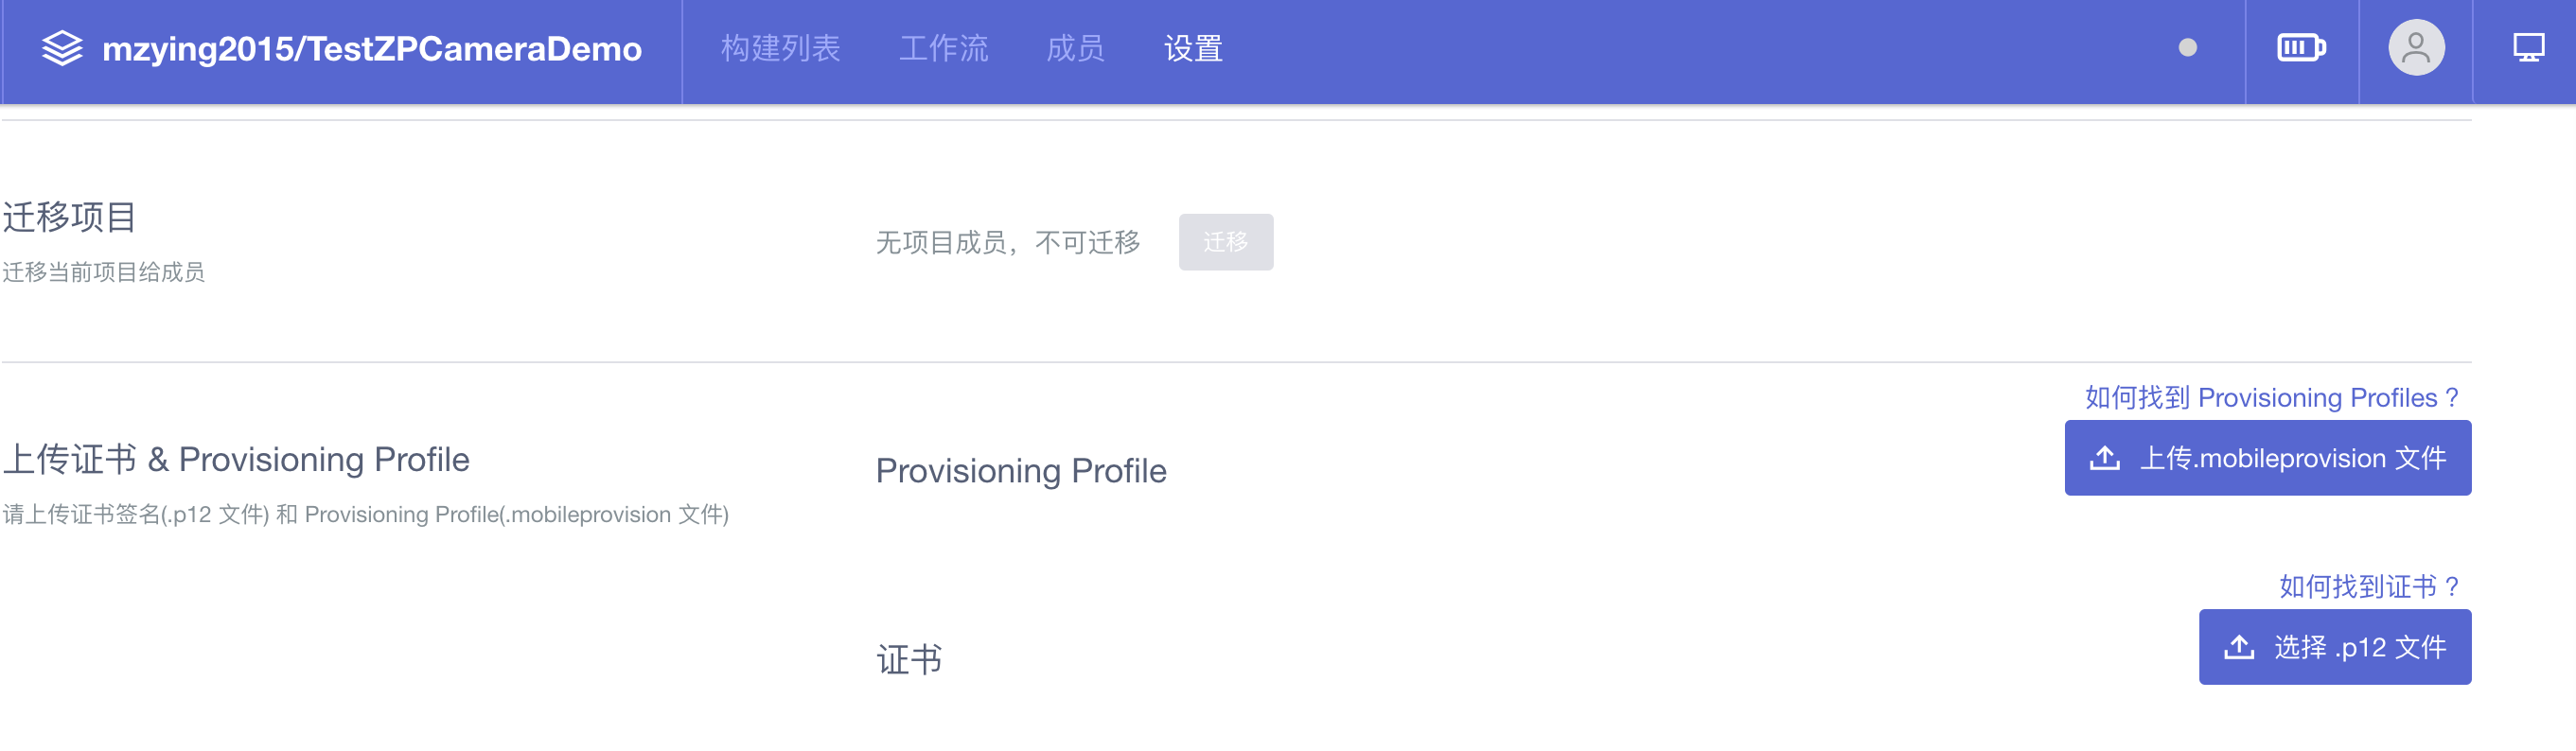 mzying2015/TestZPCameraDemo 构建列表 工作流 成员 设置
迁移项目
迁移当前项目给成员
无项目成员，不可迁移 迁移
上传证书 & Provisioning Profile
请上传证书签名(.p12 文件) 和 Provisioning Profile(.mobileprovision 文件)
Provisioning Profile
如何找到 Provisioning Profiles ?
上传.mobileprovision 文件
证书
如何找到证书 ?
选择 .p12 文件